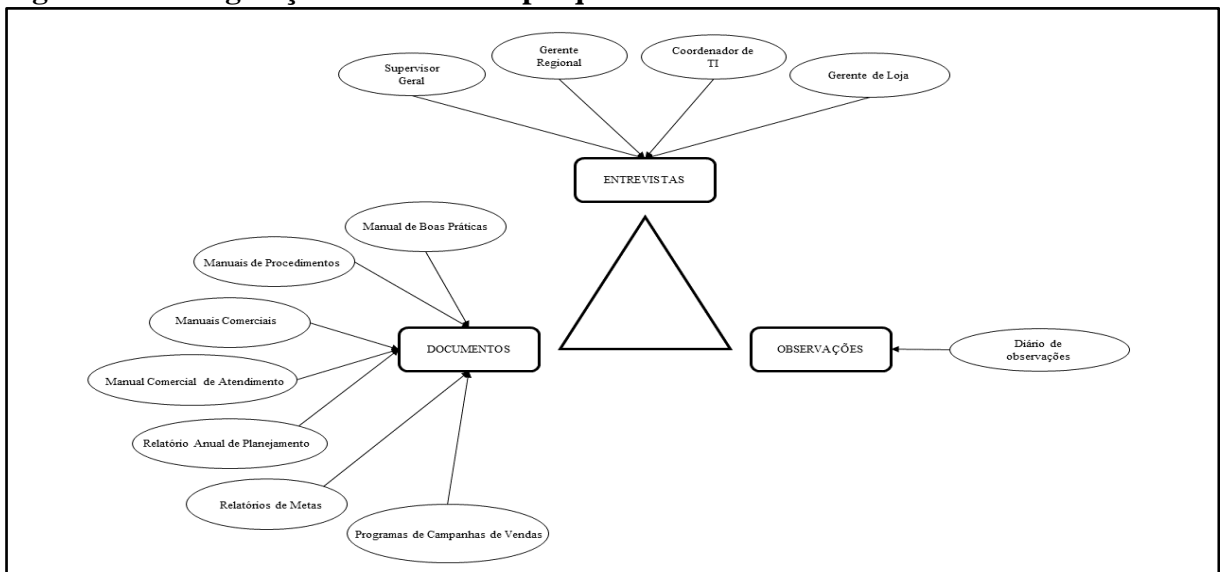 Supervisor
Geral
Gerente
Regional
Coordenador de
TI
Gerente de Loja
ENTREVISTAS
Manual de Boas Práticas
Manuais de Procedimentos
Manuais Comerciais
DOCUMENTOS
OBSERVAÇÕES
Diário de
observações
Manual Comercial de Atendimento
Relatório Anual de Planejamento
Relatórios de Metas
Programas de Campanhas de Vendas